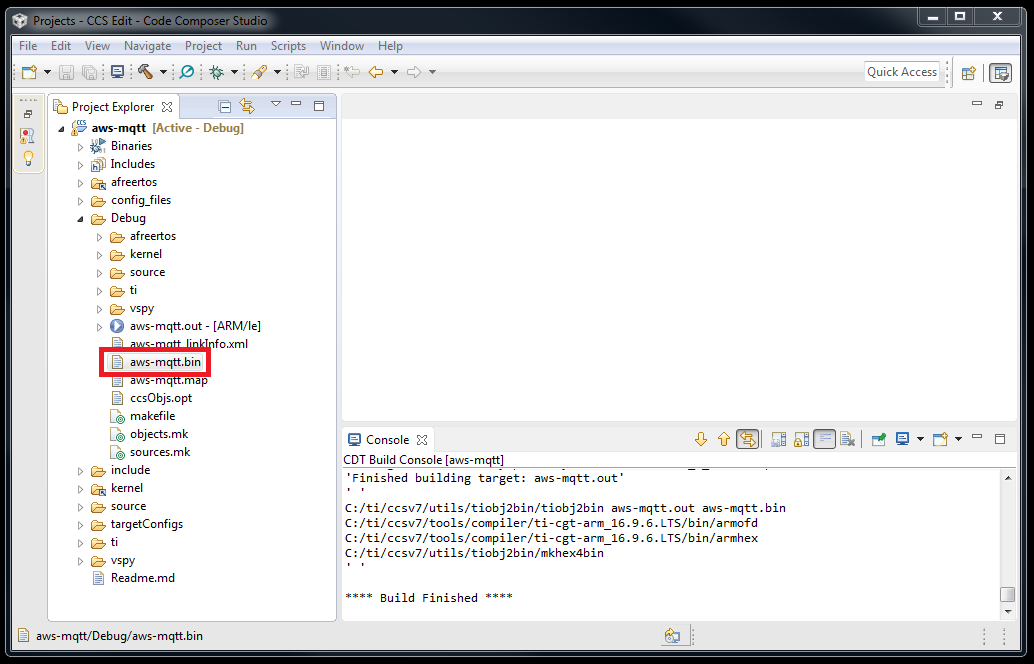 Projects - CCS Edit - Code Composer Studio
File Edit View Navigate Project Run Scripts Window Help
Quick Access
Project Explorer
aws-mqtt [Active - Debug]
Binaries
Includes
afreertos
config_files
Debug
afreertos
kernel
source
ti
vspy
aws-mqtt.out - [ARM/le]
aws-mqtt_linkInfo.xml
aws-mqtt.bin
aws-mqtt.map
ccsObjs.opt
makefile
objects.mk
sources.mk
include
kernel
source
targetConfigs
ti
vspy
Readme.md
Console
CDT Build Console [aws-mqtt]
'Finished building target: aws-mqtt.out'
' '
C:/ti/ccsv7/utils/tiobj2bin/tiobj2bin aws-mqtt.out aws-mqtt.bin
C:/ti/ccsv7/tools/compiler/ti-cgt-arm_16.9.6.LTS/bin/armofd
C:/ti/ccsv7/tools/compiler/ti-cgt-arm_16.9.6.LTS/bin/armhex
C:/ti/ccsv7/utils/tiobj2bin/mkhex4bin
' '
**** Build Finished ****
aws-mqtt/Debug/aws-mqtt.bin